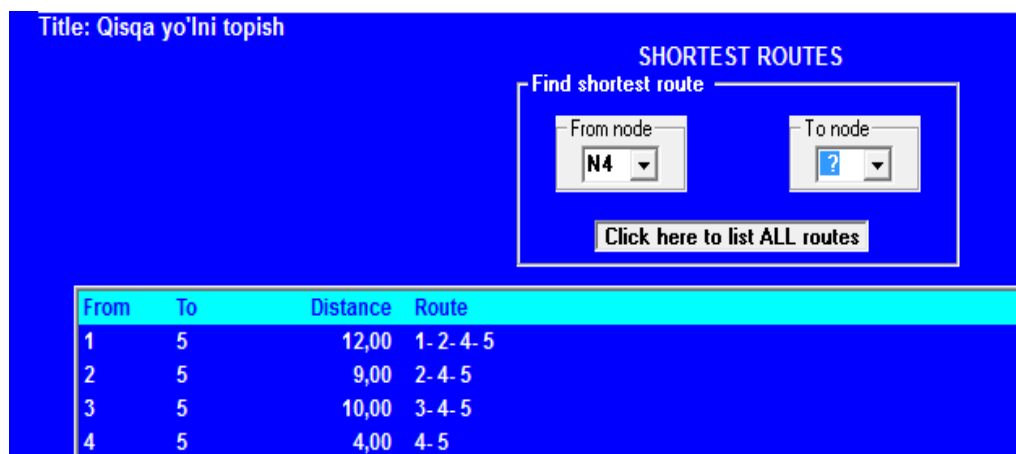 Title: Qisqa yo'lni topish
SHORTEST ROUTES
Find shortest route
From node To node
N4 ?
Click here to list ALL routes
From To Distance Route
1 5 12,00 1- 2- 4- 5
2 5 9,00 2- 4- 5
3 5 10,00 3- 4- 5
4 5 4,00 4- 5